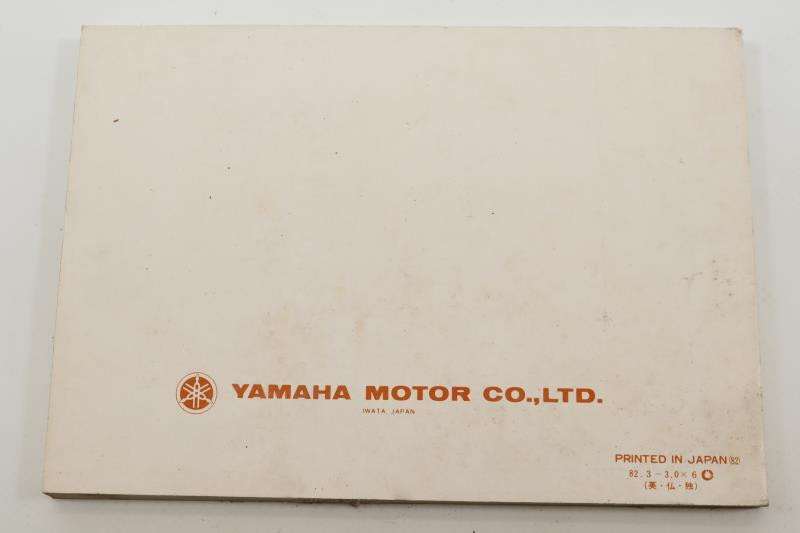 YAMAHA MOTOR CO.,LTD.
IWATA, JAPAN
PRINTED IN JAPAN(82)
82.3-3.0×6
(英・仏・独)